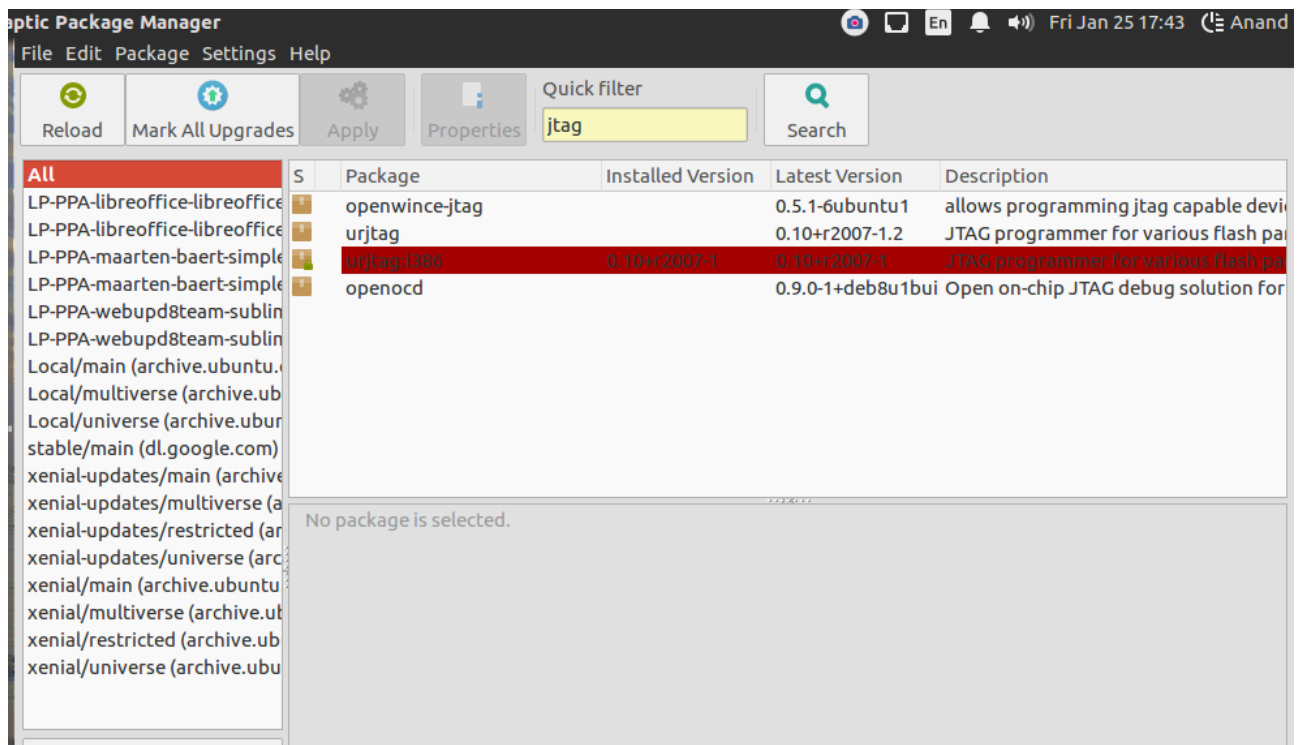 aptic Package Manager En Fri Jan 25 17:43 Anand
File Edit Package Settings Help
Reload Mark All Upgrades Apply Properties Quick filter jtag Search
All
LP-PPA-libreoffice-libreoffice
LP-PPA-libreoffice-libreoffice
LP-PPA-maarten-baert-simple
LP-PPA-maarten-baert-simple
LP-PPA-webupd8team-sublim
LP-PPA-webupd8team-sublim
Local/main (archive.ubuntu.
Local/multiverse (archive.ub
Local/universe (archive.ubur
stable/main (dl.google.com)
xenial-updates/main (archive
xenial-updates/multiverse (a
xenial-updates/restricted (ar
xenial-updates/universe (arc
xenial/main (archive.ubuntu
xenial/multiverse (archive.ub
xenial/restricted (archive.ub
xenial/universe (archive.ubu
S Package Installed Version Latest Version Description
openwince-jtag 0.5.1-6ubuntu1 allows programming jtag capable devi
urjtag 0.10+r2007-1.2 JTAG programmer for various flash pa
urjtag:i386 0.10+r2007-1 0.10+r2007-1 JTAG programmer for various flash pa
openocd 0.9.0-1+deb8u1bui Open on-chip JTAG debug solution for
No package is selected.